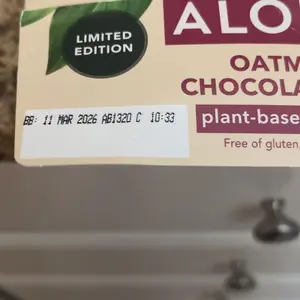 LIMITED
EDITION
ALO
OATM
CHOCOLA
plant-base
Free of gluten,
BB: 11 MAR 2026 AB1320 C 10:33